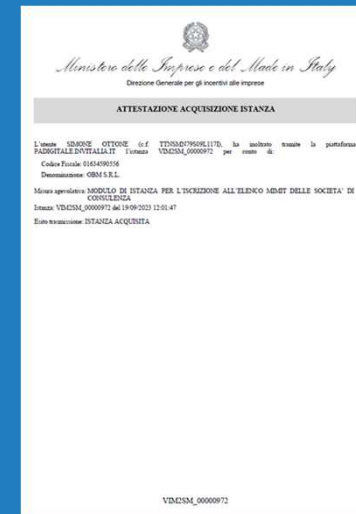 Ministero delle Imprese e del Made in Italy
Direzione Generale per gli incentivi alle imprese
ATTESTAZIONE ACQUISIZIONE ISTANZA
L'utente SIMONE OTTONE (c.f. TTNSMN79S09L117I), ha inoltrato tramite la piattaforma
PADIGITALE.INVITALIA.IT l'istanza VIM2SM_00000972 per conto di:
Codice Fiscale: 01634590556
Denominazione: OBM S.R.L.
Misura agevolativa: MODULO DI ISTANZA PER L'ISCRIZIONE ALL'ELENCO MIMIT DELLE SOCIETA' DI
CONSULENZA
Istanza: VIM2SM_00000972 del 19/09/2023 12:01:47
Esito trasmissione: ISTANZA ACQUISITA
VIM2SM_00000972